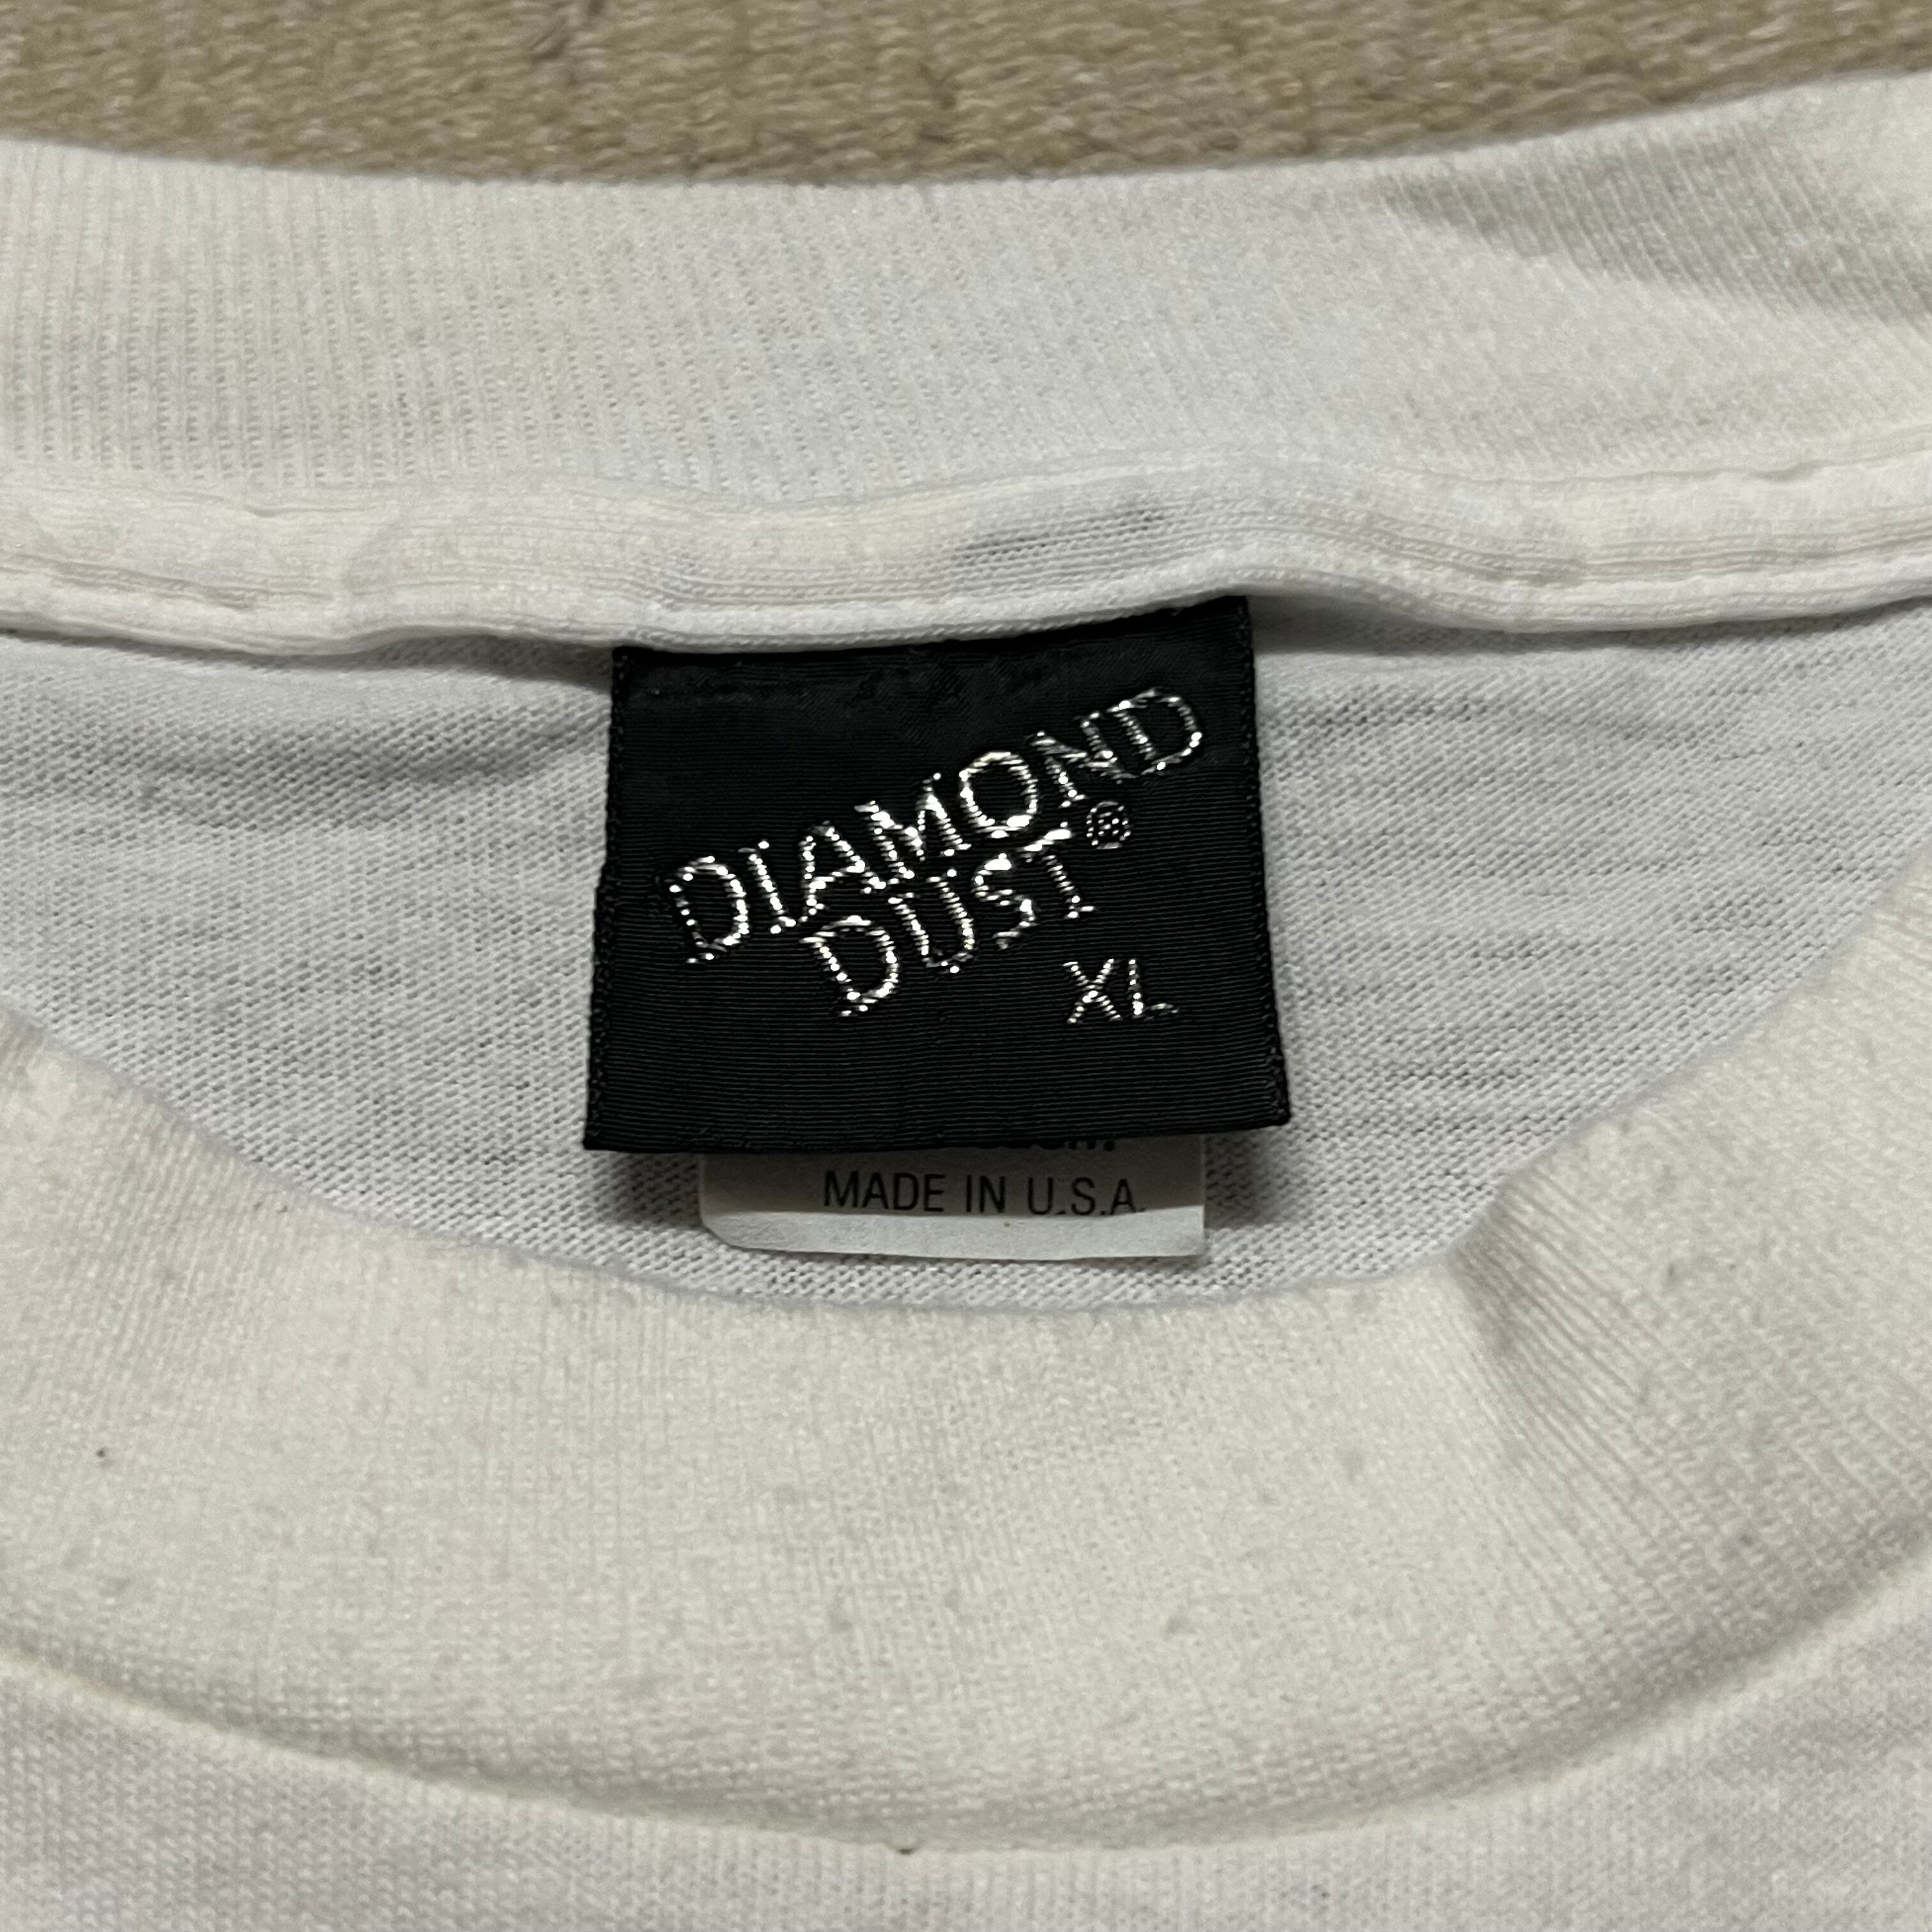 DIAMOND
DUST®
XL
MADE IN U.S.A.